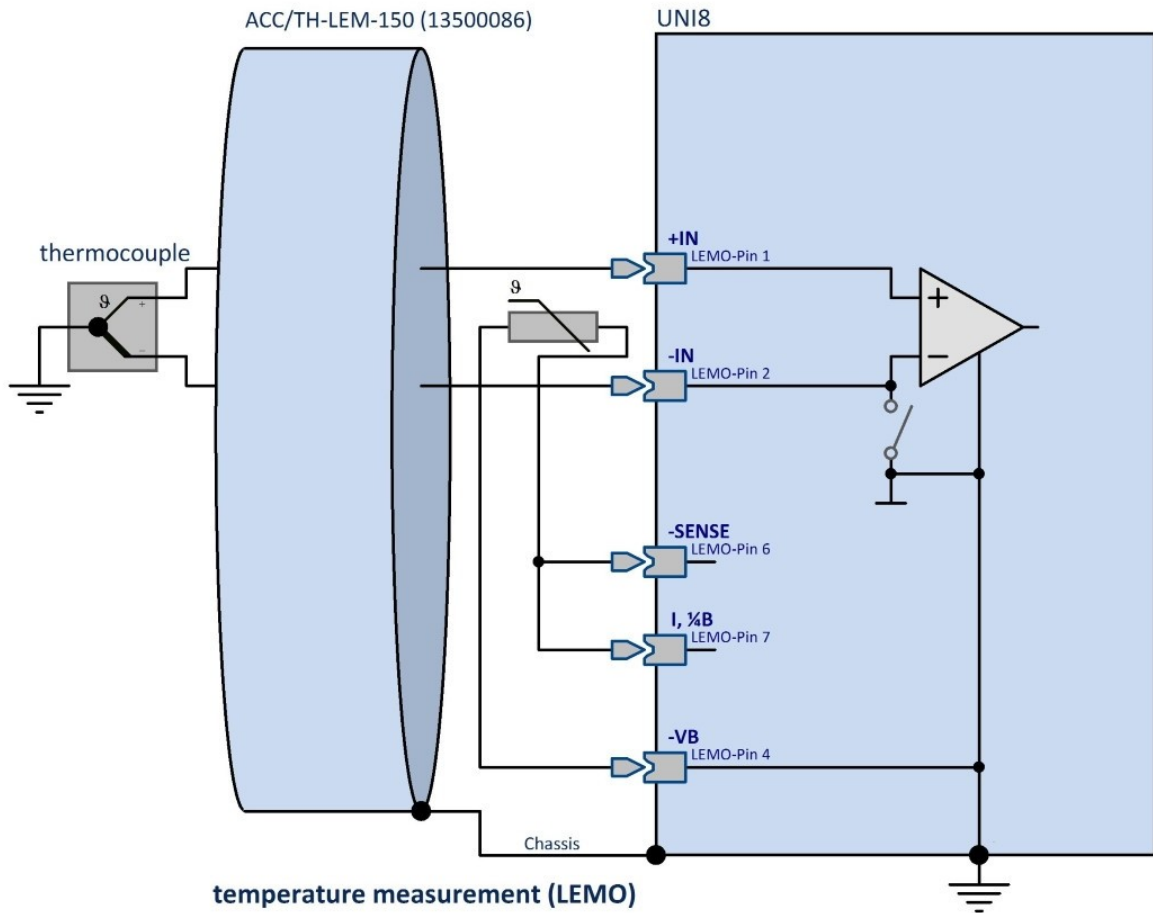 ACC/TH-LEM-150 (13500086)
UNI8
thermocouple
ϑ
+
−
ϑ
+IN
LEMO-Pin 1
-IN
LEMO-Pin 2
+
−
-SENSE
LEMO-Pin 6
I, ¼B
LEMO-Pin 7
-VB
LEMO-Pin 4
Chassis
temperature measurement (LEMO)